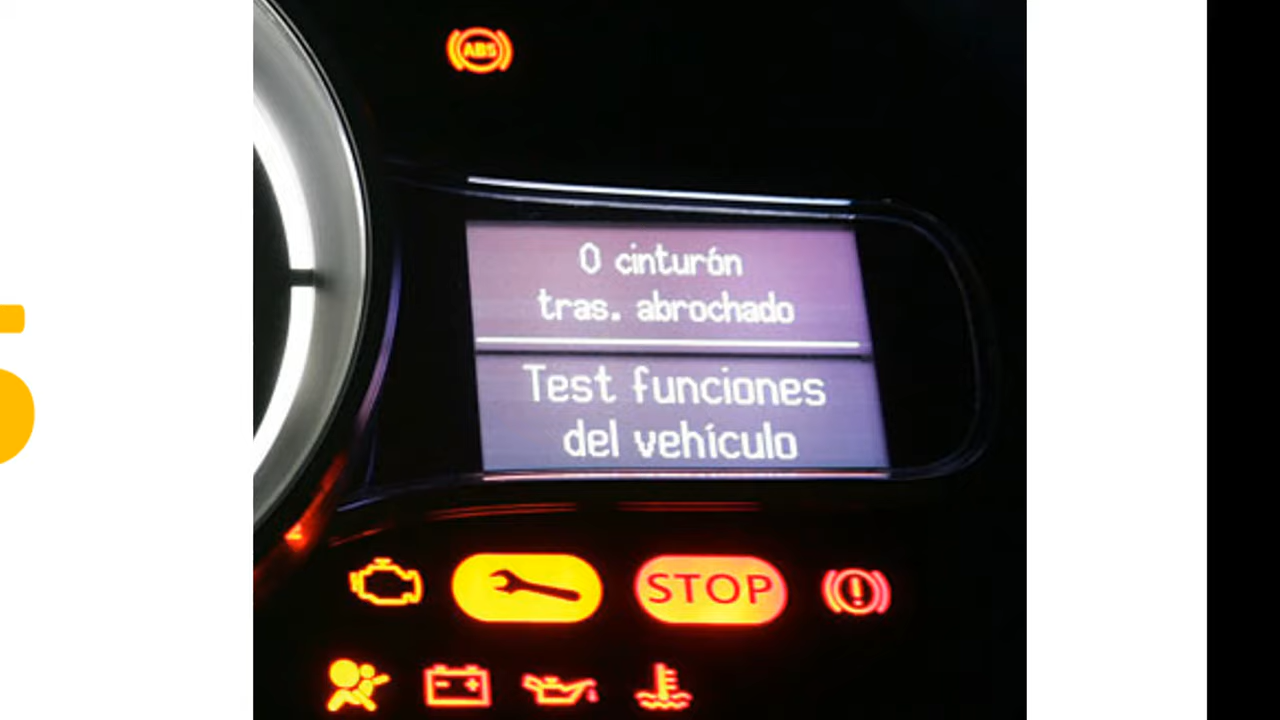 ABS
0 cinturón
tras. abrochado
Test funciones
del vehículo
STOP